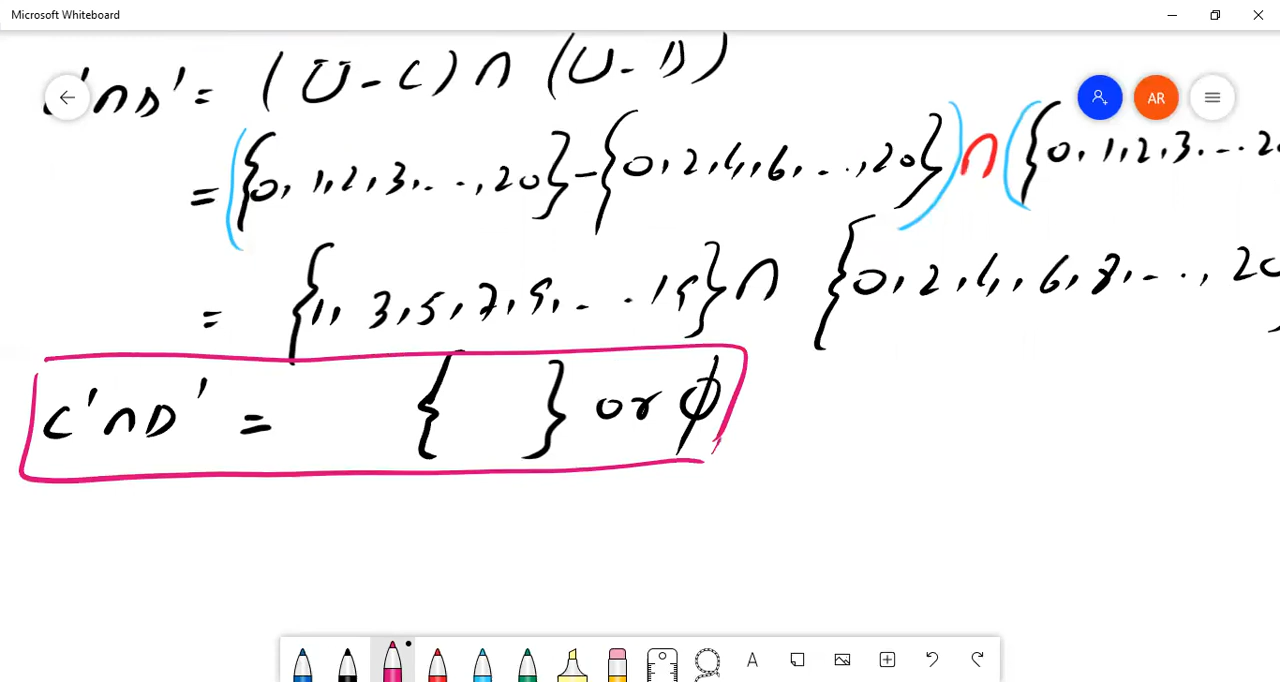 Microsoft Whiteboard
C'∩D' = (U-C)∩(U-D)
AR
= ({0, 1, 2, 3, ..., 20} - {0, 2, 4, 6, ..., 20}) ∩ ({0, 1, 2, 3, ... 20
= {1, 3, 5, 7, 9, ... 19} ∩ {0, 2, 4, 6, 8, ..., 20
C'∩D' = { } or ϕ
A